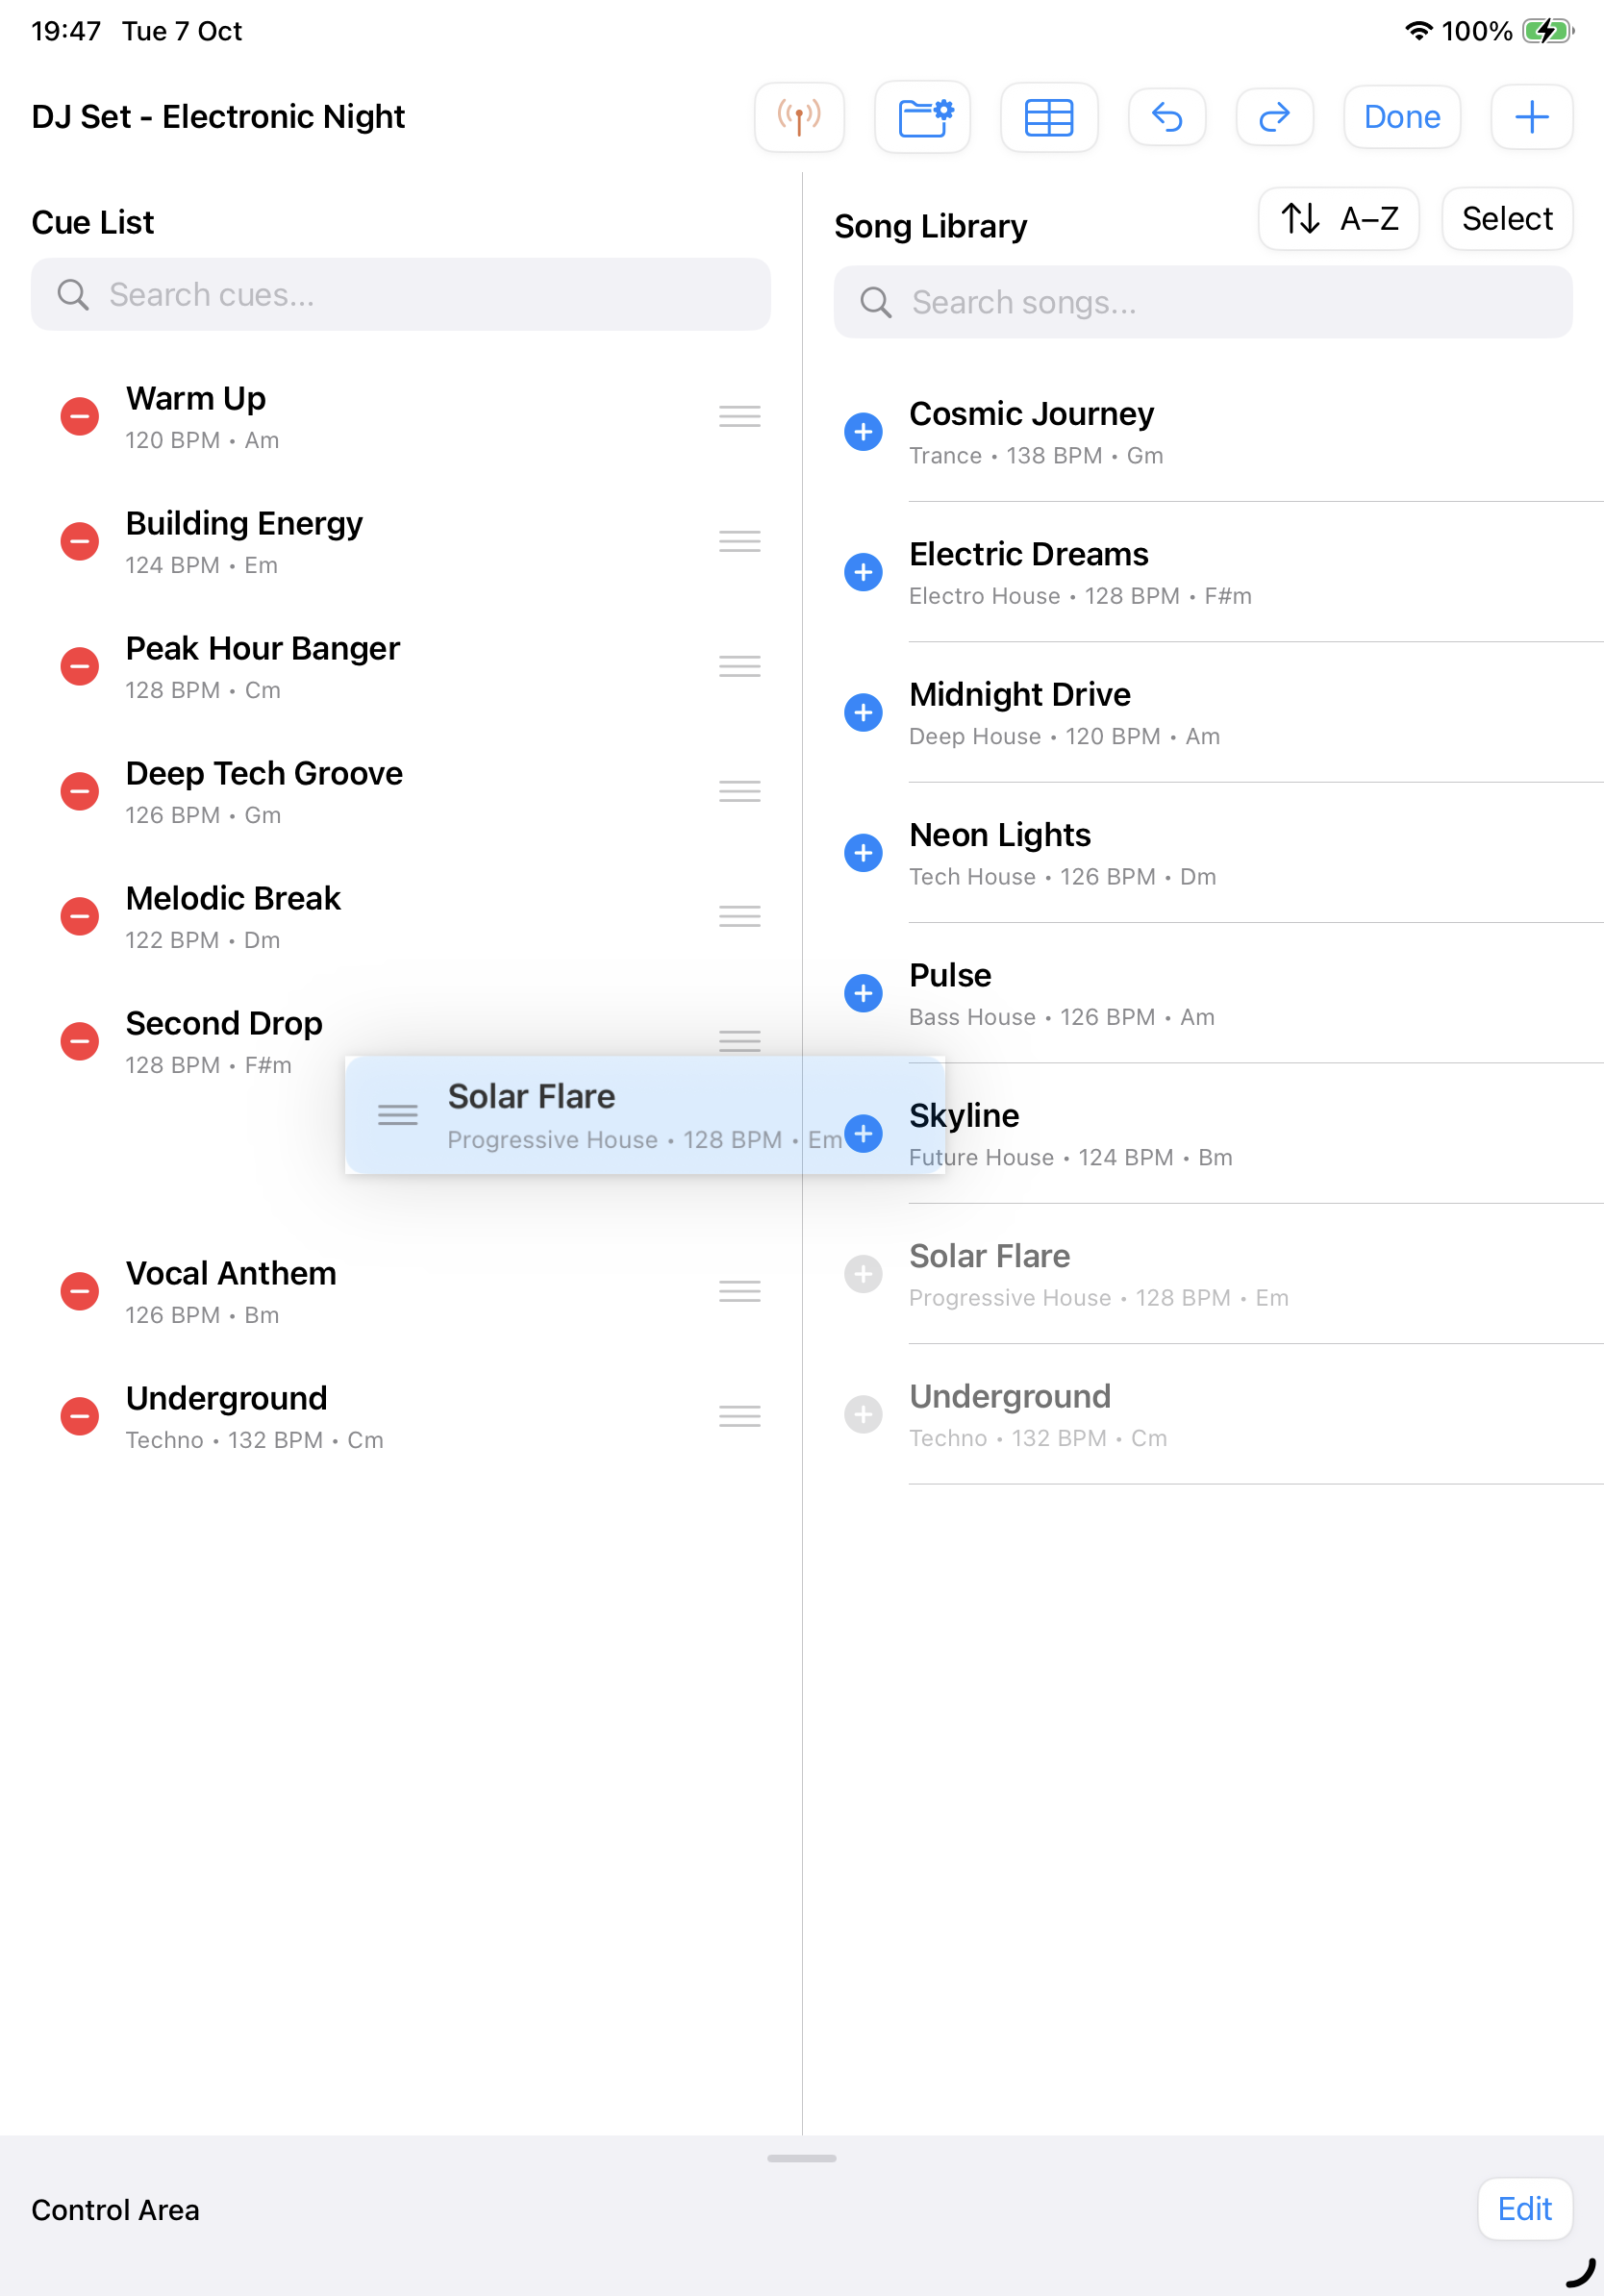 19:47 Tue 7 Oct
100%
DJ Set - Electronic Night
Done
Cue List
Search cues...
Warm Up
120 BPM • Am
Building Energy
124 BPM • Em
Peak Hour Banger
128 BPM • Cm
Deep Tech Groove
126 BPM • Gm
Melodic Break
122 BPM • Dm
Second Drop
128 BPM • F#m
Solar Flare
Progressive House • 128 BPM • Em
Vocal Anthem
126 BPM • Bm
Underground
Techno • 132 BPM • Cm
Song Library
A–Z
Select
Search songs...
Cosmic Journey
Trance • 138 BPM • Gm
Electric Dreams
Electro House • 128 BPM • F#m
Midnight Drive
Deep House • 120 BPM • Am
Neon Lights
Tech House • 126 BPM • Dm
Pulse
Bass House • 126 BPM • Am
Skyline
Future House • 124 BPM • Bm
Solar Flare
Progressive House • 128 BPM • Em
Underground
Techno • 132 BPM • Cm
Control Area
Edit